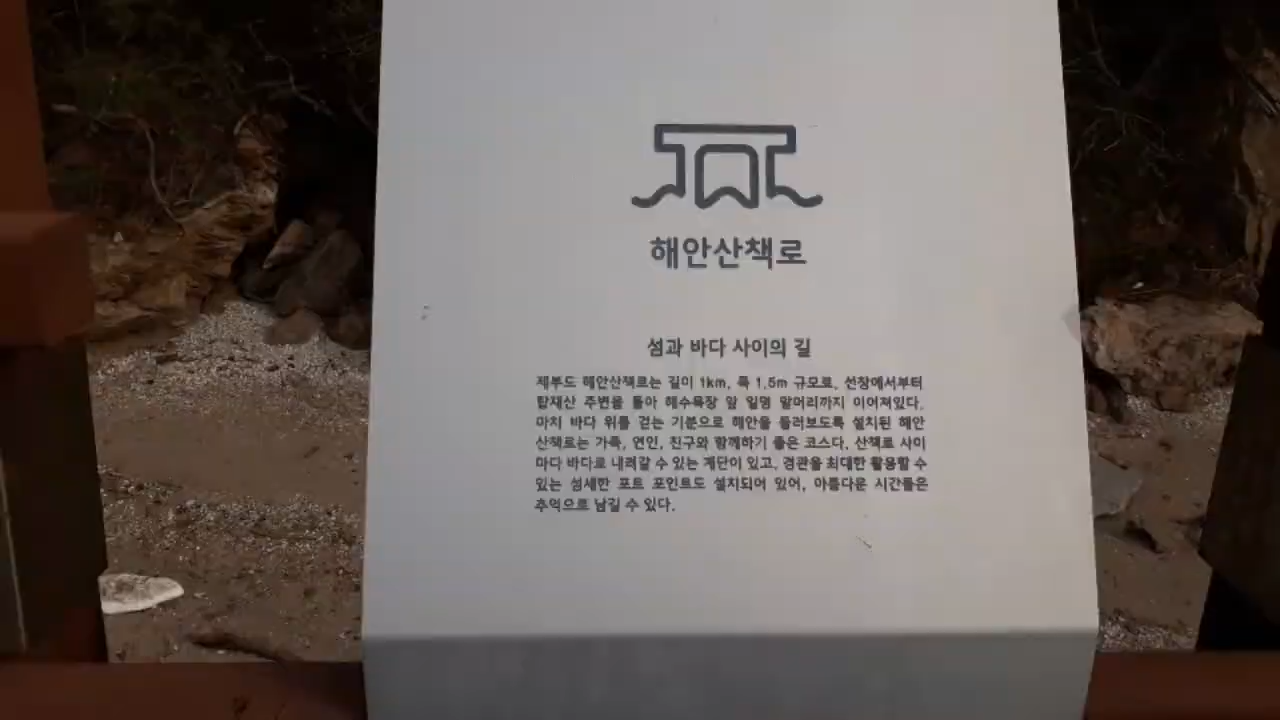 해안산책로
섬과 바다 사이의 길
제부도 해안산책로는 길이 1km, 폭 1.5m 규모로, 선창에서부터
탑재산 주변을 돌아 해수욕장 앞 일명 말머리까지 이어져있다.
마치 바다 위를 걷는 기분으로 해안을 둘러보도록 설치된 해안
산책로는 가족, 연인, 친구와 함께하기 좋은 코스다. 산책로 사이
마다 바다로 내려갈 수 있는 계단이 있고, 경관을 최대한 활용할 수
있는 섬세한 포트 포인트도 설치되어 있어, 아름다운 시간들은
추억으로 남길 수 있다.